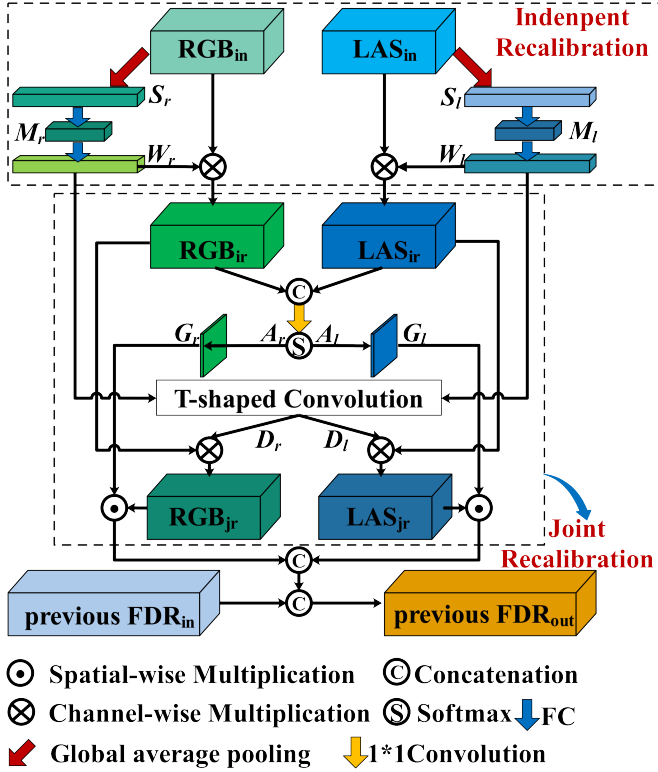 RGBin
LASin
Indenpent
Recalibration
Sr
Sl
Mr
Ml
Wr
Wl
RGBir
LASir
C
Gr
Ar
S
Al
Gl
T-shaped Convolution
Dr
Dl
RGBjr
LASjr
Joint
Recalibration
C
previous FDRin
C
previous FDRout
Spatial-wise Multiplication
C
Concatenation
Channel-wise Multiplication
S
Softmax
FC
Global average pooling
1*1Convolution